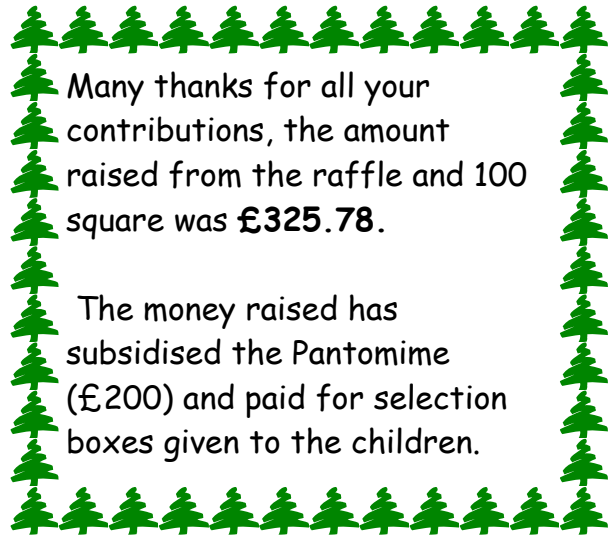 Many thanks for all your
contributions, the amount
raised from the raffle and 100
square was £325.78.
The money raised has
subsidised the Pantomime
(£200) and paid for selection
boxes given to the children.